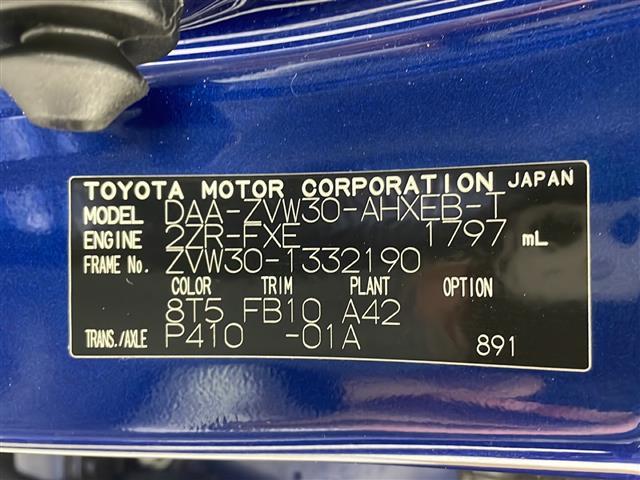 TOYOTA MOTOR CORPORATION JAPAN
MODEL DAA-ZVW30-AHXEB-T
ENGINE 2ZR-FXE 1797 mL
FRAME No. ZVW30-1332190
COLOR TRIM PLANT OPTION
8T5 FB10 A42
TRANS./AXLE P410 -01A 891